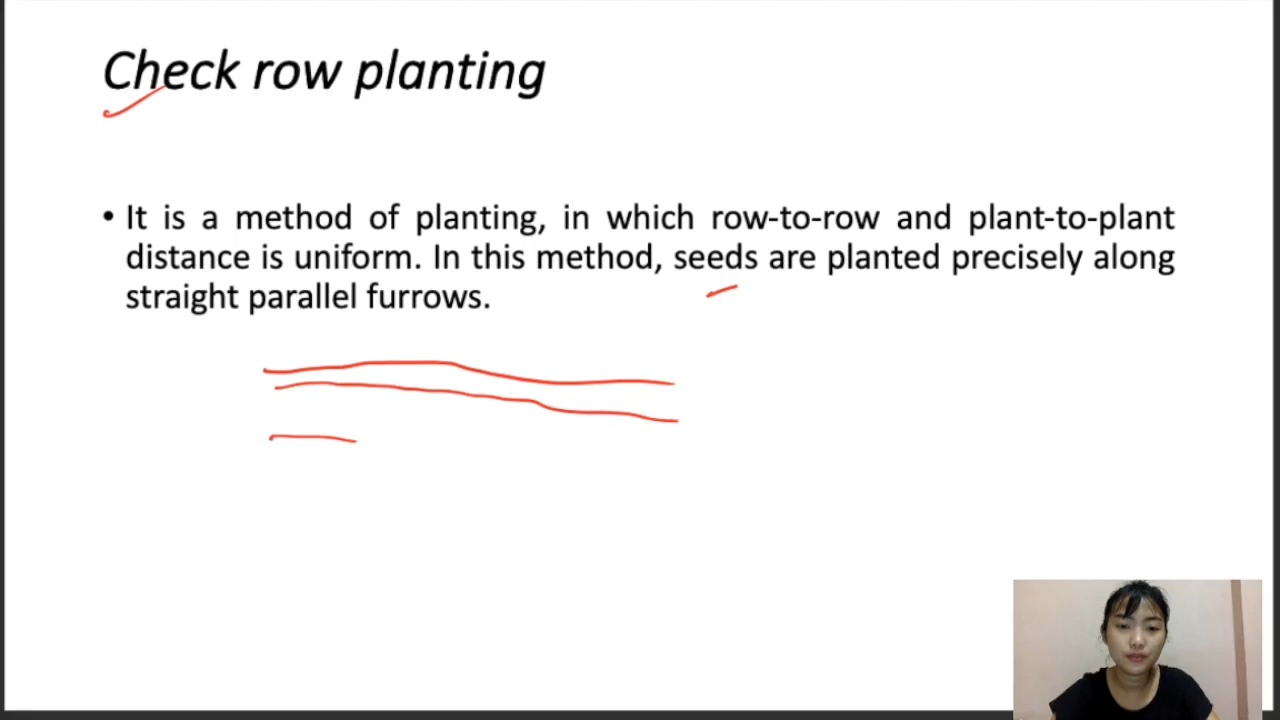 Check row planting
• It is a method of planting, in which row-to-row and plant-to-plant
distance is uniform. In this method, seeds are planted precisely along
straight parallel furrows.